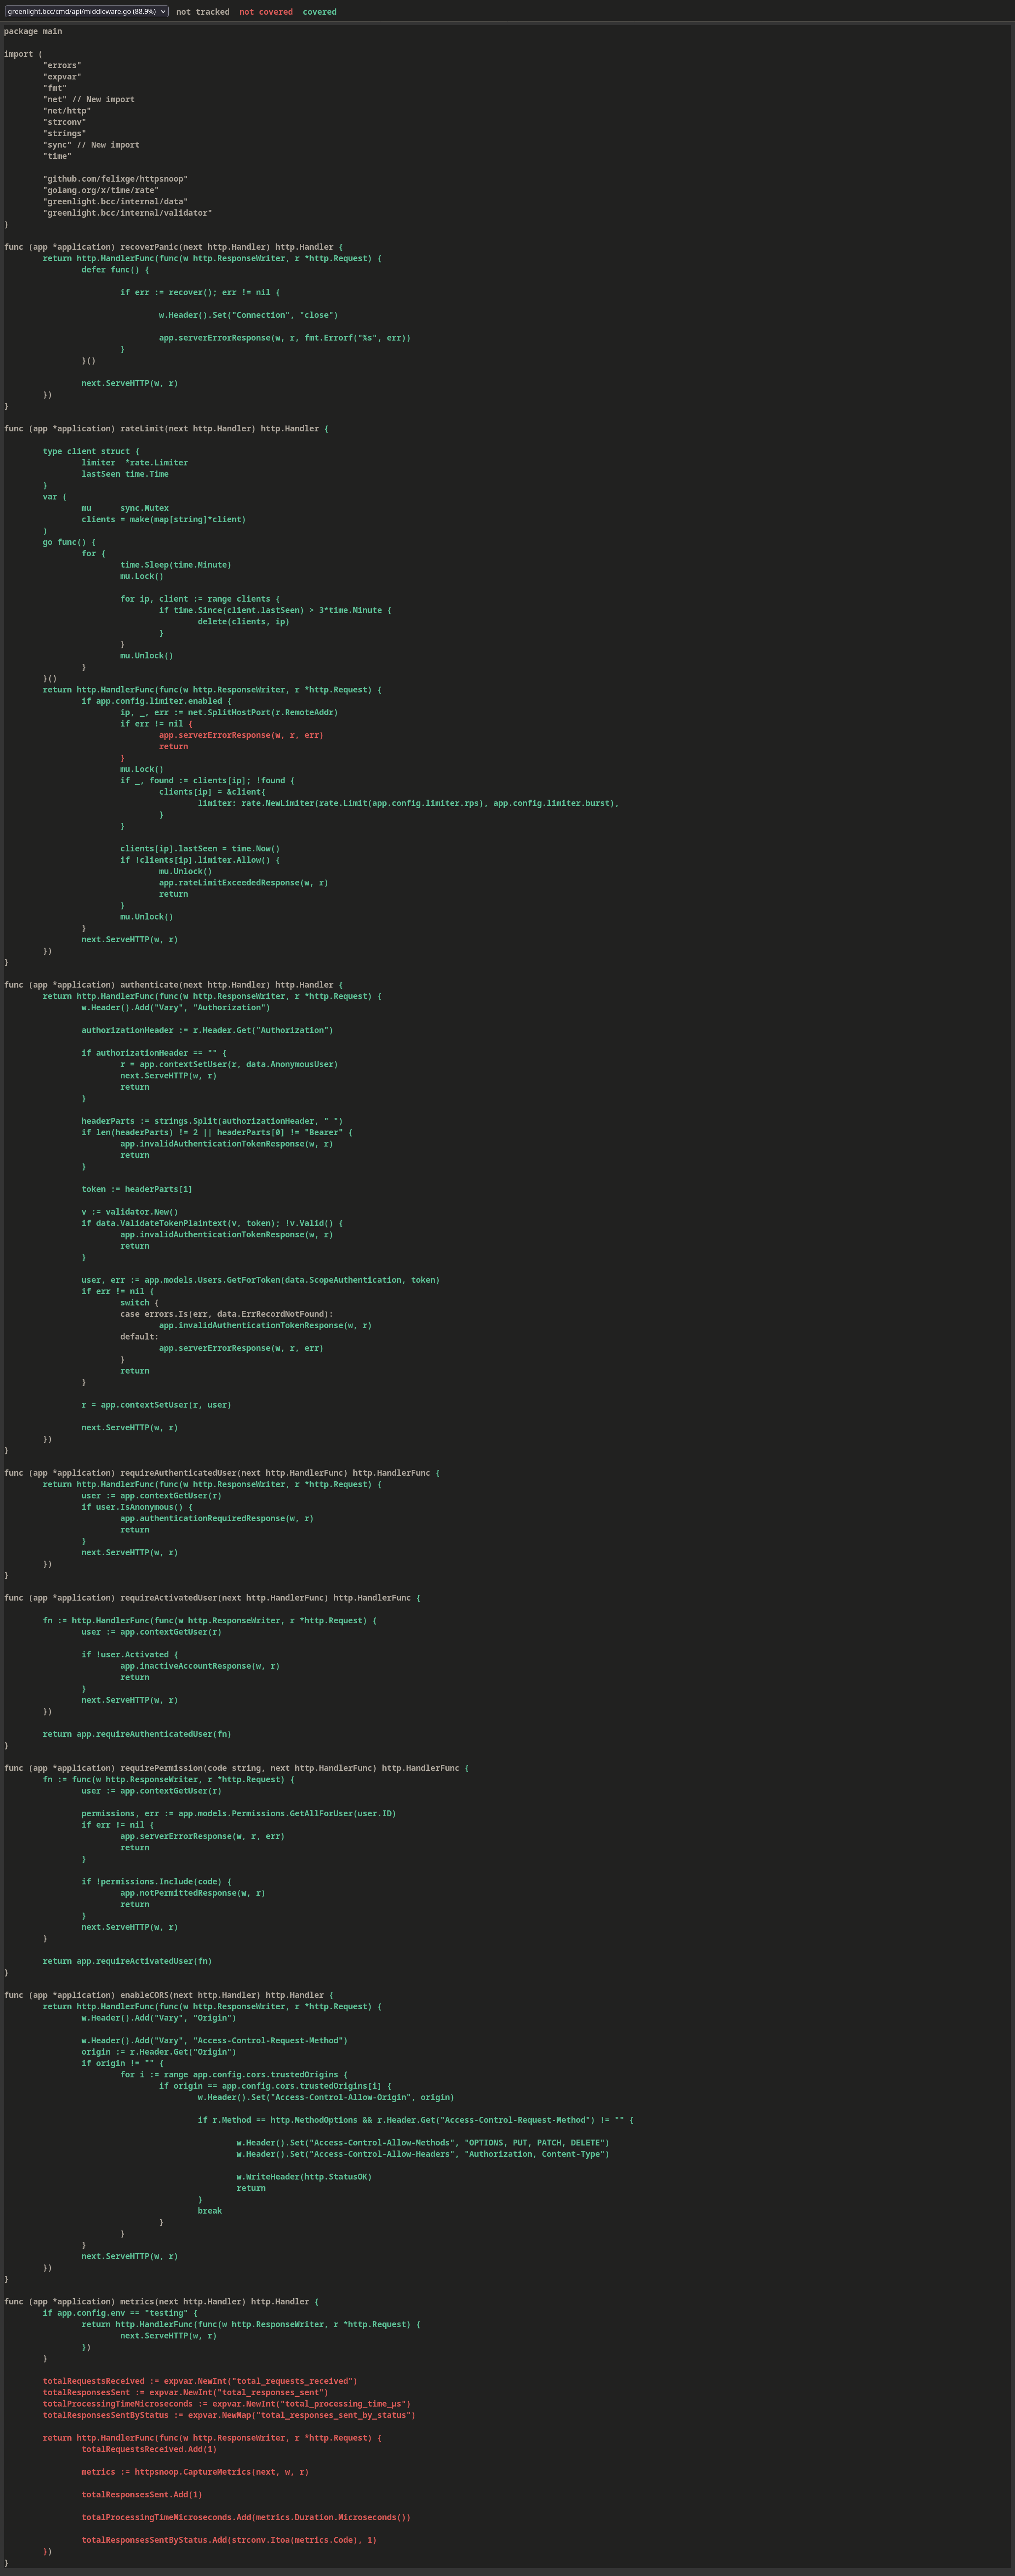 greenlight.bcc/cmd/api/middleware.go (88.9%) not tracked not covered covered
package main
import (
"errors"
"expvar"
"fmt"
"net" // New import
"net/http"
"strconv"
"strings"
"sync" // New import
"time"
"github.com/felixge/httpsnoop"
"golang.org/x/time/rate"
"greenlight.bcc/internal/data"
"greenlight.bcc/internal/validator"
)
func (app *application) recoverPanic(next http.Handler) http.Handler {
return http.HandlerFunc(func(w http.ResponseWriter, r *http.Request) {
defer func() {
if err := recover(); err != nil {
w.Header().Set("Connection", "close")
app.serverErrorResponse(w, r, fmt.Errorf("%s", err))
}
}()
next.ServeHTTP(w, r)
})
}
func (app *application) rateLimit(next http.Handler) http.Handler {
type client struct {
limiter  *rate.Limiter
lastSeen time.Time
}
var (
mu      sync.Mutex
clients = make(map[string]*client)
)
go func() {
for {
time.Sleep(time.Minute)
mu.Lock()
for ip, client := range clients {
if time.Since(client.lastSeen) > 3*time.Minute {
delete(clients, ip)
}
}
mu.Unlock()
}
}()
return http.HandlerFunc(func(w http.ResponseWriter, r *http.Request) {
if app.config.limiter.enabled {
ip, _, err := net.SplitHostPort(r.RemoteAddr)
if err != nil {
app.serverErrorResponse(w, r, err)
return
}
mu.Lock()
if _, found := clients[ip]; !found {
clients[ip] = &client{
limiter: rate.NewLimiter(rate.Limit(app.config.limiter.rps), app.config.limiter.burst),
}
}
clients[ip].lastSeen = time.Now()
if !clients[ip].limiter.Allow() {
mu.Unlock()
app.rateLimitExceededResponse(w, r)
return
}
mu.Unlock()
}
next.ServeHTTP(w, r)
})
}
func (app *application) authenticate(next http.Handler) http.Handler {
return http.HandlerFunc(func(w http.ResponseWriter, r *http.Request) {
w.Header().Add("Vary", "Authorization")
authorizationHeader := r.Header.Get("Authorization")
if authorizationHeader == "" {
r = app.contextSetUser(r, data.AnonymousUser)
next.ServeHTTP(w, r)
return
}
headerParts := strings.Split(authorizationHeader, " ")
if len(headerParts) != 2 || headerParts[0] != "Bearer" {
app.invalidAuthenticationTokenResponse(w, r)
return
}
token := headerParts[1]
v := validator.New()
if data.ValidateTokenPlaintext(v, token); !v.Valid() {
app.invalidAuthenticationTokenResponse(w, r)
return
}
user, err := app.models.Users.GetForToken(data.ScopeAuthentication, token)
if err != nil {
switch {
case errors.Is(err, data.ErrRecordNotFound):
app.invalidAuthenticationTokenResponse(w, r)
default:
app.serverErrorResponse(w, r, err)
}
return
}
r = app.contextSetUser(r, user)
next.ServeHTTP(w, r)
})
}
func (app *application) requireAuthenticatedUser(next http.HandlerFunc) http.HandlerFunc {
return http.HandlerFunc(func(w http.ResponseWriter, r *http.Request) {
user := app.contextGetUser(r)
if user.IsAnonymous() {
app.authenticationRequiredResponse(w, r)
return
}
next.ServeHTTP(w, r)
})
}
func (app *application) requireActivatedUser(next http.HandlerFunc) http.HandlerFunc {
fn := http.HandlerFunc(func(w http.ResponseWriter, r *http.Request) {
user := app.contextGetUser(r)
if !user.Activated {
app.inactiveAccountResponse(w, r)
return
}
next.ServeHTTP(w, r)
})
return app.requireAuthenticatedUser(fn)
}
func (app *application) requirePermission(code string, next http.HandlerFunc) http.HandlerFunc {
fn := func(w http.ResponseWriter, r *http.Request) {
user := app.contextGetUser(r)
permissions, err := app.models.Permissions.GetAllForUser(user.ID)
if err != nil {
app.serverErrorResponse(w, r, err)
return
}
if !permissions.Include(code) {
app.notPermittedResponse(w, r)
return
}
next.ServeHTTP(w, r)
}
return app.requireActivatedUser(fn)
}
func (app *application) enableCORS(next http.Handler) http.Handler {
return http.HandlerFunc(func(w http.ResponseWriter, r *http.Request) {
w.Header().Add("Vary", "Origin")
w.Header().Add("Vary", "Access-Control-Request-Method")
origin := r.Header.Get("Origin")
if origin != "" {
for i := range app.config.cors.trustedOrigins {
if origin == app.config.cors.trustedOrigins[i] {
w.Header().Set("Access-Control-Allow-Origin", origin)
if r.Method == http.MethodOptions && r.Header.Get("Access-Control-Request-Method") != "" {
w.Header().Set("Access-Control-Allow-Methods", "OPTIONS, PUT, PATCH, DELETE")
w.Header().Set("Access-Control-Allow-Headers", "Authorization, Content-Type")
w.WriteHeader(http.StatusOK)
return
}
break
}
}
}
next.ServeHTTP(w, r)
})
}
func (app *application) metrics(next http.Handler) http.Handler {
if app.config.env == "testing" {
return http.HandlerFunc(func(w http.ResponseWriter, r *http.Request) {
next.ServeHTTP(w, r)
})
}
totalRequestsReceived := expvar.NewInt("total_requests_received")
totalResponsesSent := expvar.NewInt("total_responses_sent")
totalProcessingTimeMicroseconds := expvar.NewInt("total_processing_time_μs")
totalResponsesSentByStatus := expvar.NewMap("total_responses_sent_by_status")
return http.HandlerFunc(func(w http.ResponseWriter, r *http.Request) {
totalRequestsReceived.Add(1)
metrics := httpsnoop.CaptureMetrics(next, w, r)
totalResponsesSent.Add(1)
totalProcessingTimeMicroseconds.Add(metrics.Duration.Microseconds())
totalResponsesSentByStatus.Add(strconv.Itoa(metrics.Code), 1)
})
}